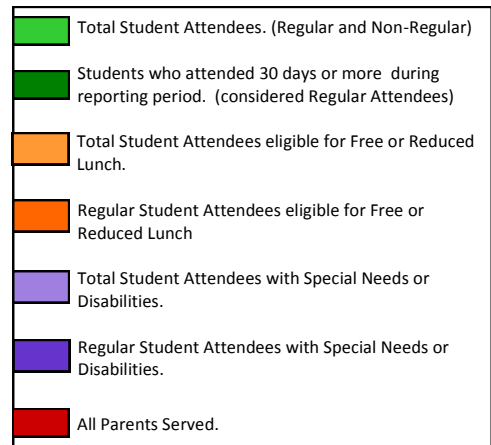 Total Student Attendees. (Regular and Non-Regular)
Students who attended 30 days or more during
reporting period. (considered Regular Attendees)
Total Student Attendees eligible for Free or Reduced
Lunch.
Regular Student Attendees eligible for Free or
Reduced Lunch
Total Student Attendees with Special Needs or
Disabilities.
Regular Student Attendees with Special Needs or
Disabilities.
All Parents Served.